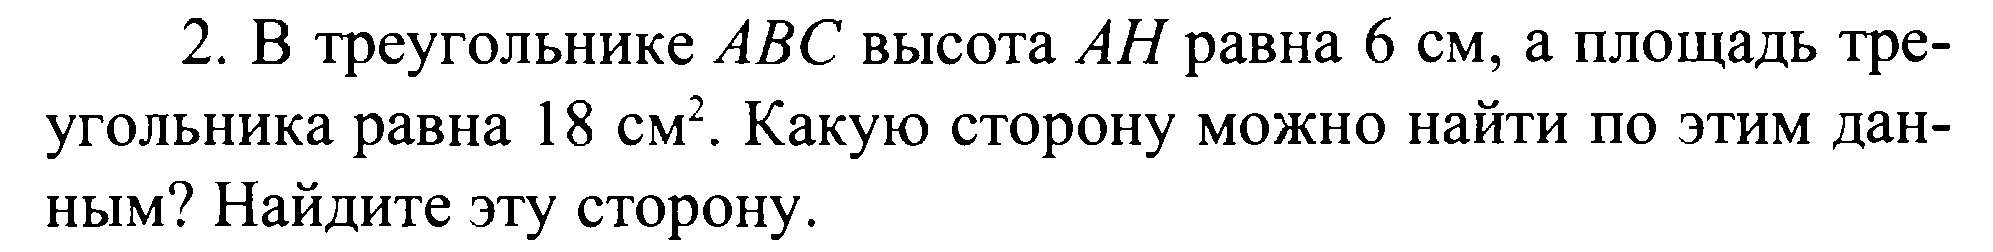 2. В треугольнике ABC высота AH равна 6 см, а площадь тре-
угольника равна 18 см². Какую сторону можно найти по этим дан-
ным? Найдите эту сторону.